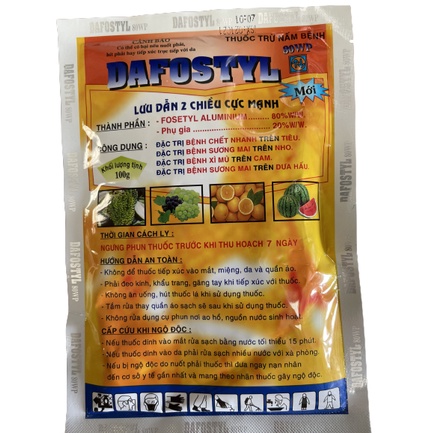 CẢNH BÁO
THUỐC TRỪ NẤM BỆNH
DAFOSTYL
80WP
Mới
LƯU DẪN 2 CHIỀU CỰC MẠNH
THÀNH PHẦN : - FOSETYL ALUMINIUM ........ 80%W/W.
- Phụ gia ........ 20%W/W.
CÔNG DỤNG : ĐẶC TRỊ BỆNH CHẾT NHANH TRÊN TIÊU.
ĐẶC TRỊ BỆNH SƯƠNG MAI TRÊN NHO.
ĐẶC TRỊ BỆNH XÌ MỦ TRÊN CAM.
ĐẶC TRỊ BỆNH SƯƠNG MAI TRÊN DƯA HẤU.
Khối lượng tịnh
100g
THỜI GIAN CÁCH LY :
NGƯNG PHUN THUỐC TRƯỚC KHI THU HOẠCH 7 NGÀY
HƯỚNG DẪN AN TOÀN :
- Không để thuốc tiếp xúc vào mắt, miệng, da và quần áo.
- Phải đeo kính, khẩu trang, găng tay khi tiếp xúc với thuốc.
- Không ăn uống, hút thuốc lá khi sử dụng thuốc.
- Tắm rửa thay quần áo sạch sẽ sau khi sử dụng thuốc.
- Không rửa dụng cụ phun nơi ao hồ, nguồn nước sinh hoạt.
CẤP CỨU KHI NGỘ ĐỘC :
- Nếu thuốc dính vào mắt rửa sạch bằng nước tối thiểu 15 phút.
- Nếu thuốc dính vào da phải rửa sạch nhiều nước với xà phòng.
- Nếu bị ngộ độc do nuốt phải thuốc thì đưa ngay nạn nhân
đến cơ sở y tế gần nhất và mang theo nhãn thuốc gây ngộ độc.
DAFOSTYL 80WP
DAFOSTYL 80WP